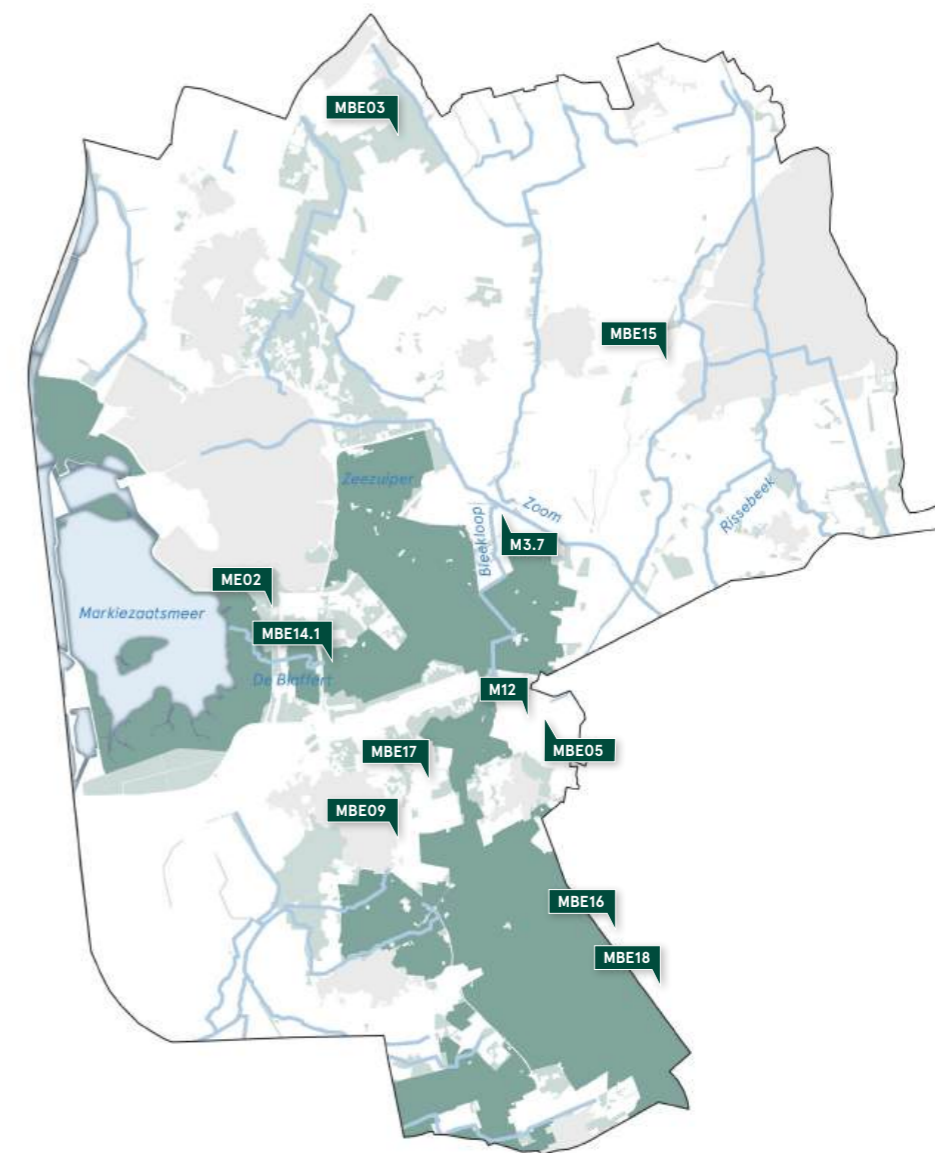 MBE03
MBE15
Zeezuiper
Zoom
Rissebeek
Bleekloop
M3.7
ME02
Markiezaatsmeer
MBE14.1
De Blaffert
M12
MBE05
MBE17
MBE09
MBE16
MBE18